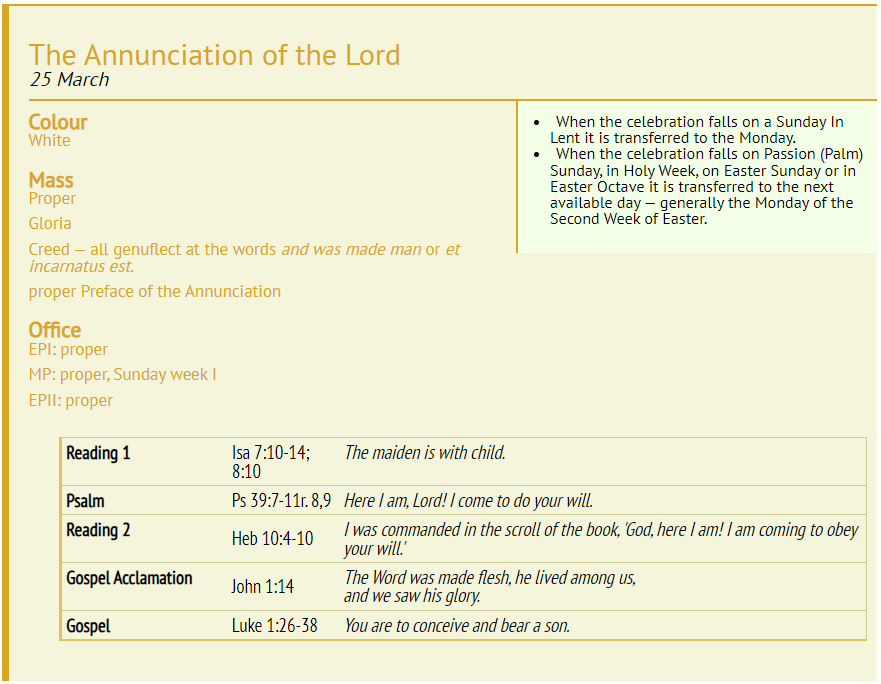 The Annunciation of the Lord
25 March
Colour
White
Mass
Proper
Gloria
Creed — all genuflect at the words and was made man or et
incarnatus est.
proper Preface of the Annunciation
Office
EPI: proper
MP: proper, Sunday week I
EPII: proper
• When the celebration falls on a Sunday In
Lent it is transferred to the Monday.
• When the celebration falls on Passion (Palm)
Sunday, in Holy Week, on Easter Sunday or in
Easter Octave it is transferred to the next
available day — generally the Monday of the
Second Week of Easter.
Reading 1 Isa 7:10-14; The maiden is with child.
8:10
Psalm Ps 39:7-11r. 8,9 Here I am, Lord! I come to do your will.
Reading 2 Heb 10:4-10 I was commanded in the scroll of the book, 'God, here I am! I am coming to obey
your will.'
Gospel Acclamation John 1:14 The Word was made flesh, he lived among us,
and we saw his glory.
Gospel Luke 1:26-38 You are to conceive and bear a son.